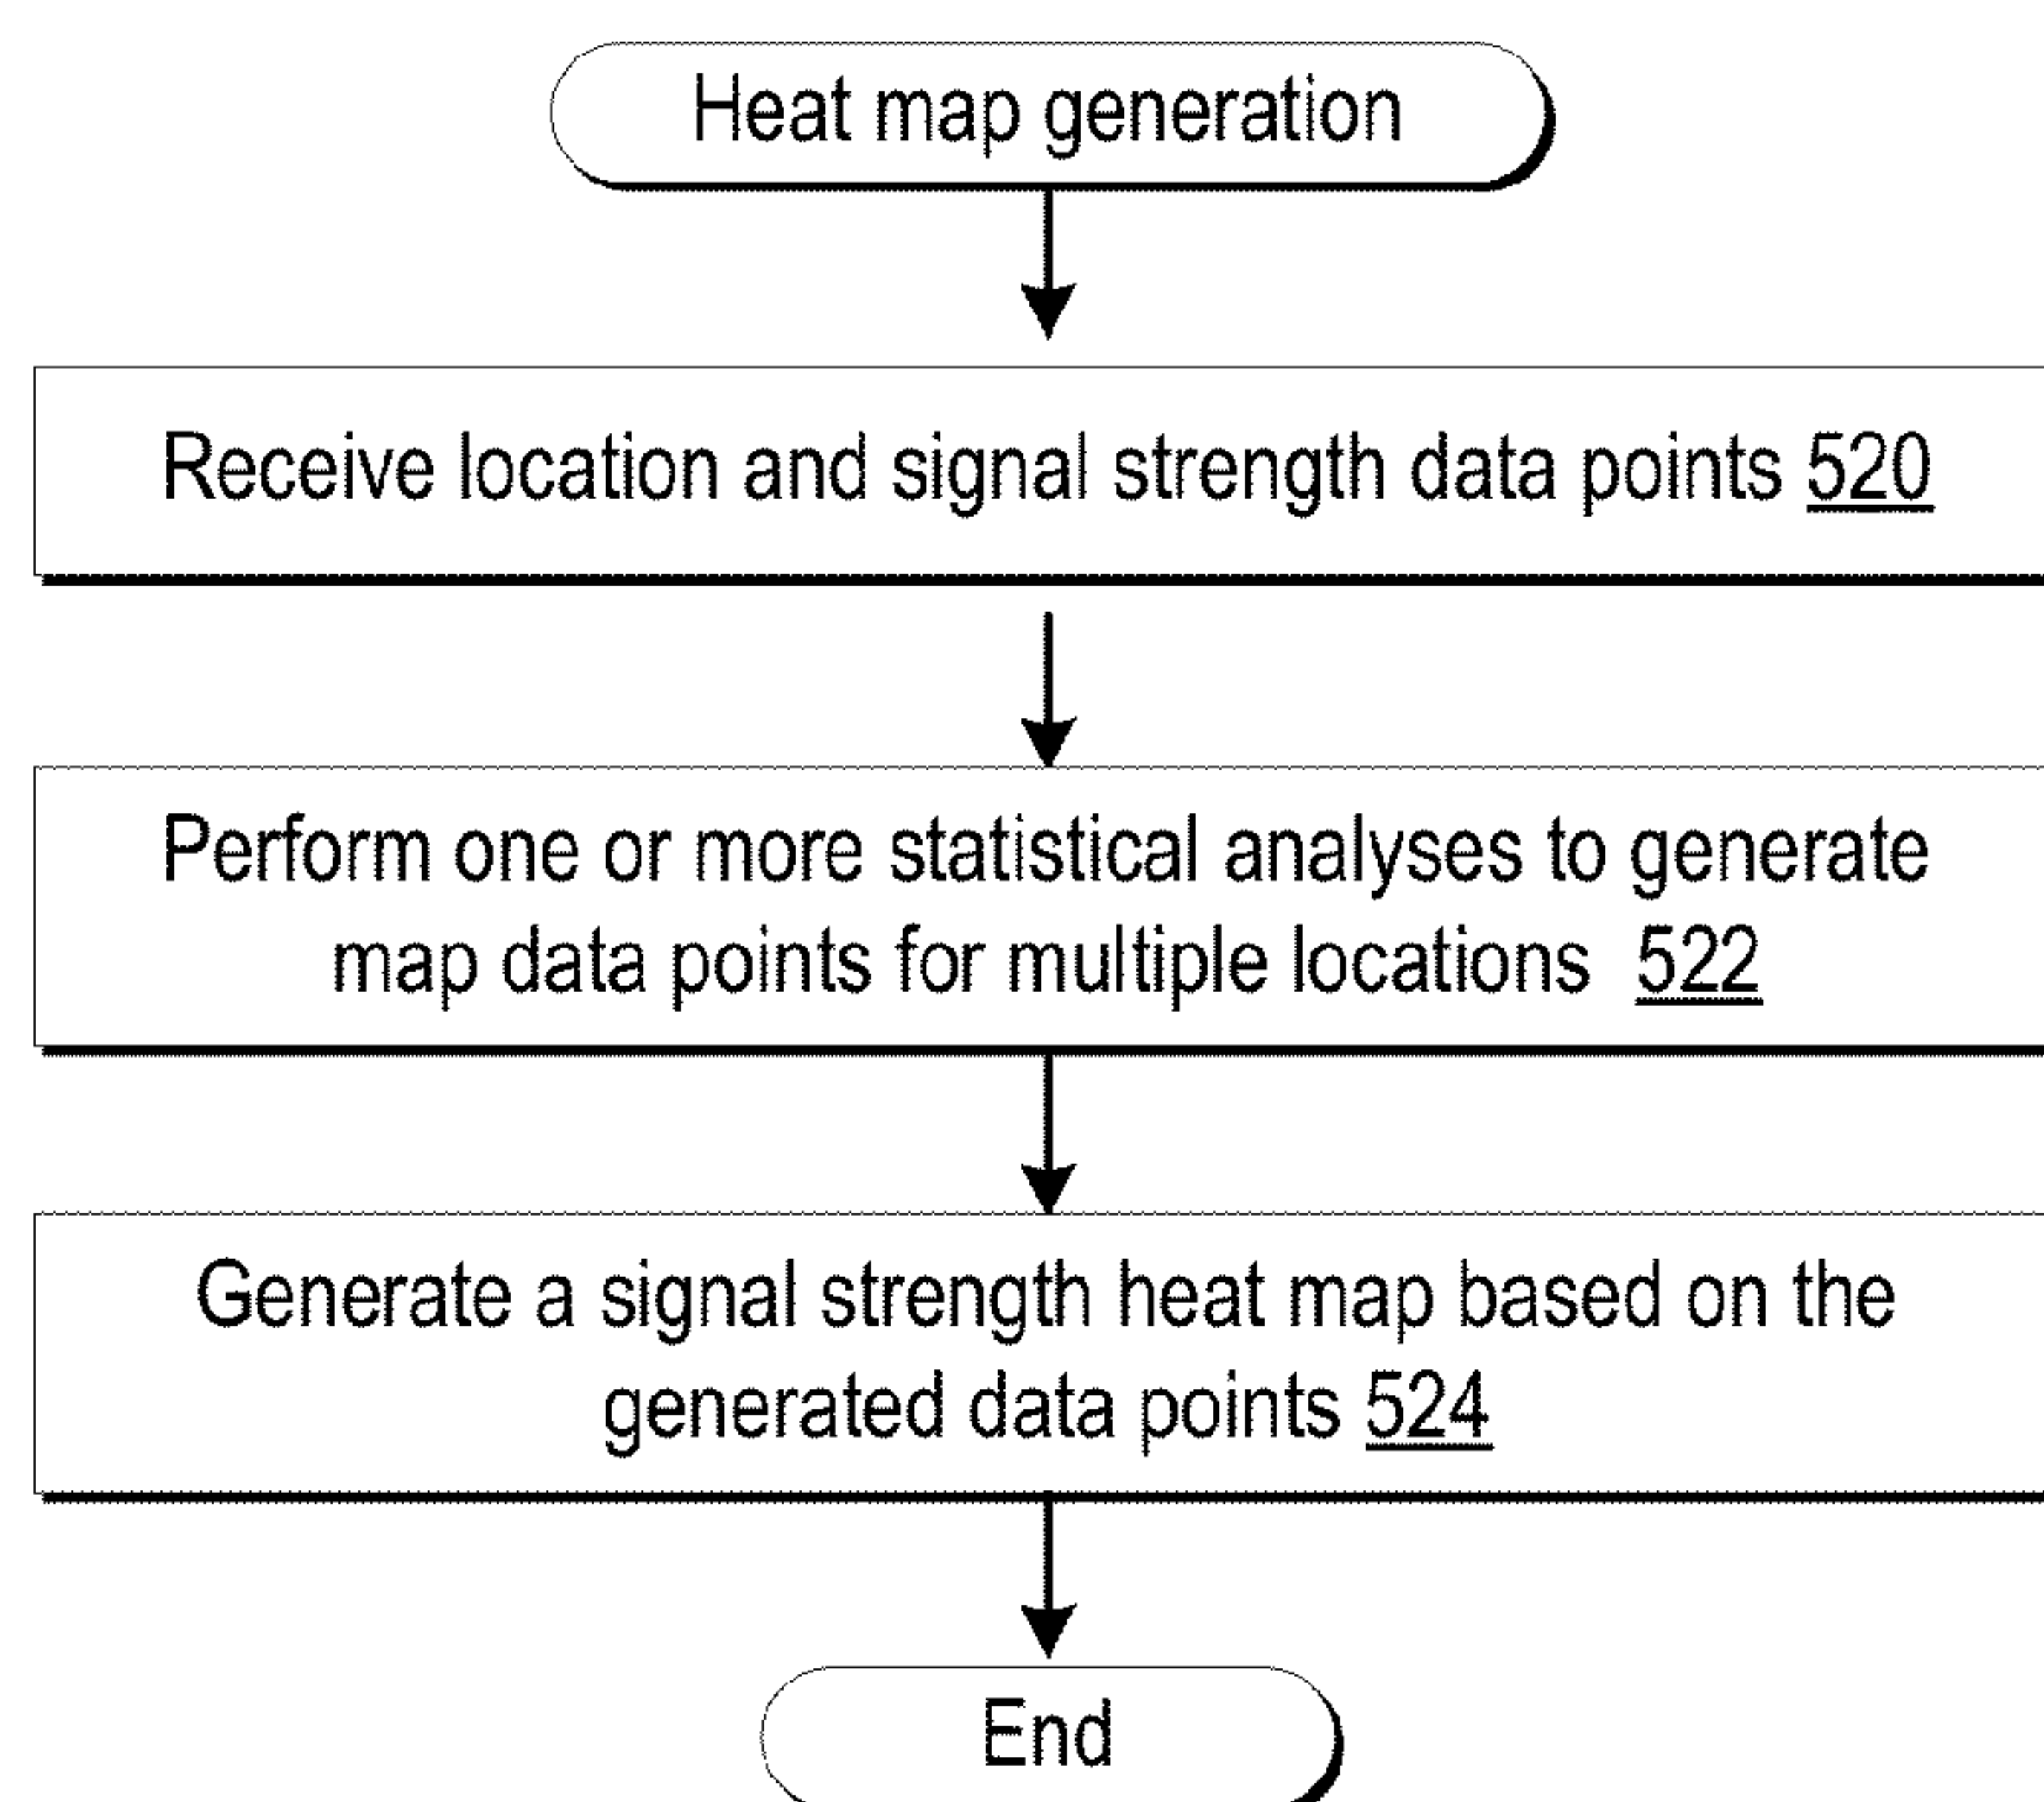 Heat map generation
Receive location and signal strength data points 520
Perform one or more statistical analyses to generate
map data points for multiple locations 522
Generate a signal strength heat map based on the
generated data points 524
End